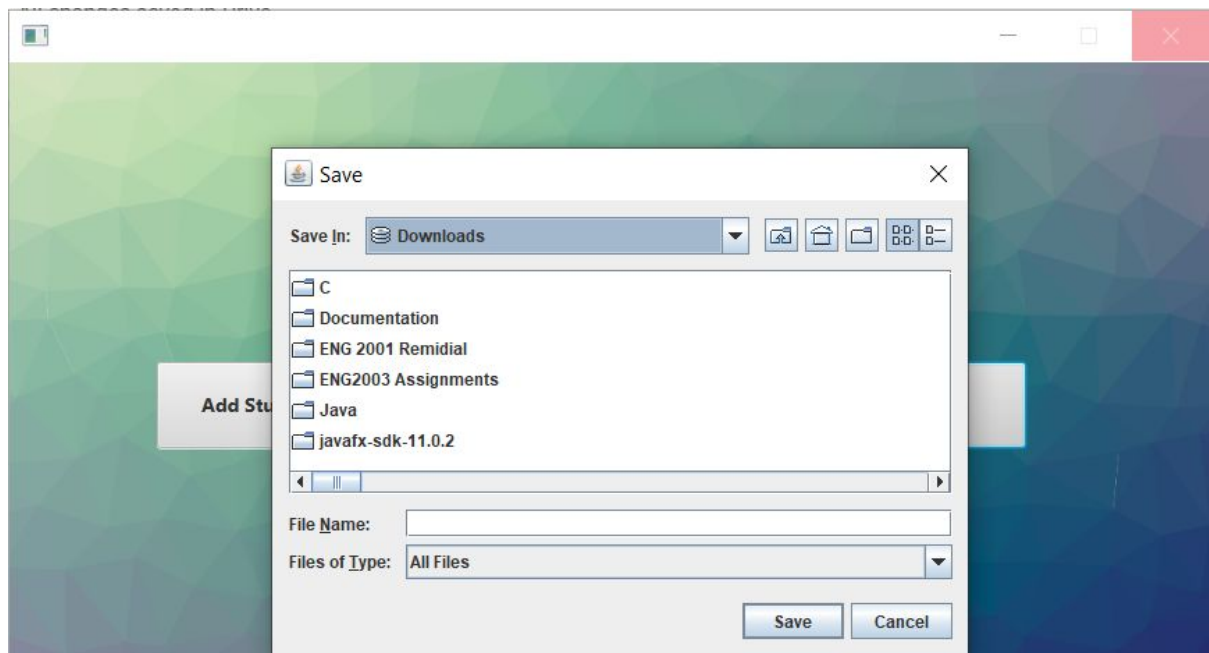 Save
Save In: Downloads
C
Documentation
ENG 2001 Remidial
ENG2003 Assignments
Java
javafx-sdk-11.0.2
Add Stu
File Name:
Files of Type: All Files
Save Cancel